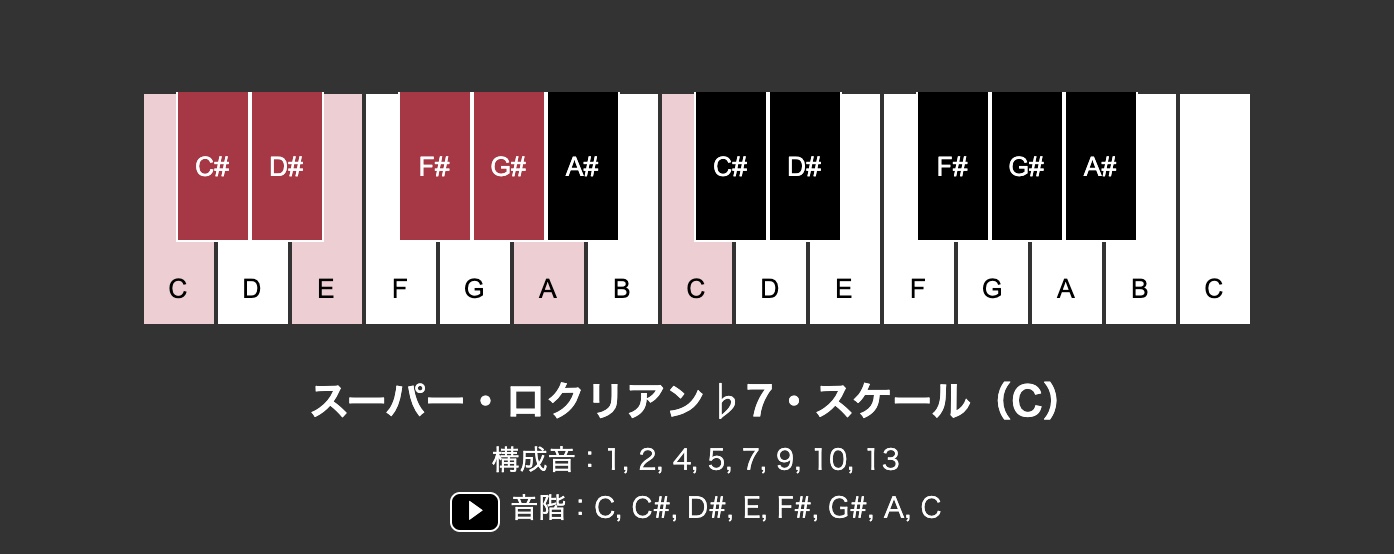 C# D# F# G# A# C# D# F# G# A#
C D E F G A B C D E F G A B C
スーパー・ロクリアン♭7・スケール（C）
構成音：1, 2, 4, 5, 7, 9, 10, 13
音階：C, C#, D#, E, F#, G#, A, C